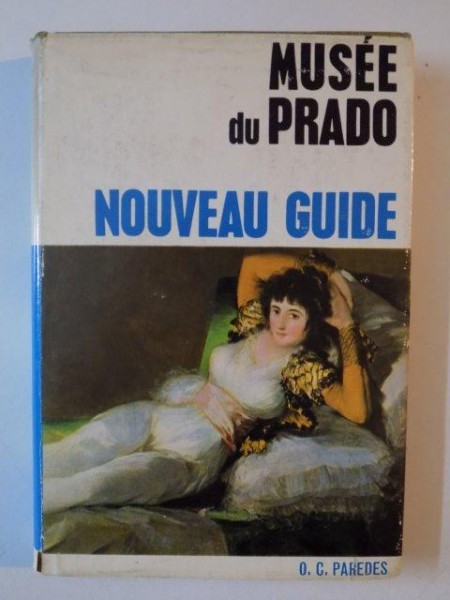 MUSÉE
du PRADO
NOUVEAU GUIDE
O. C. PAREDES